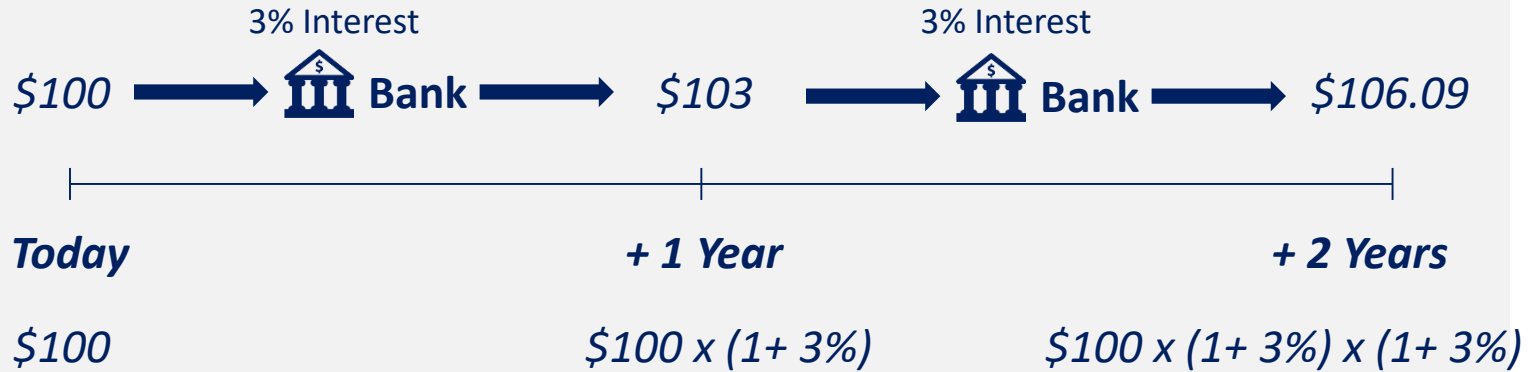 3% Interest 3% Interest
$100 $ Bank $103 $ Bank $106.09
Today + 1 Year + 2 Years
$100 $100 x (1+ 3%) $100 x (1+ 3%) x (1+ 3%)